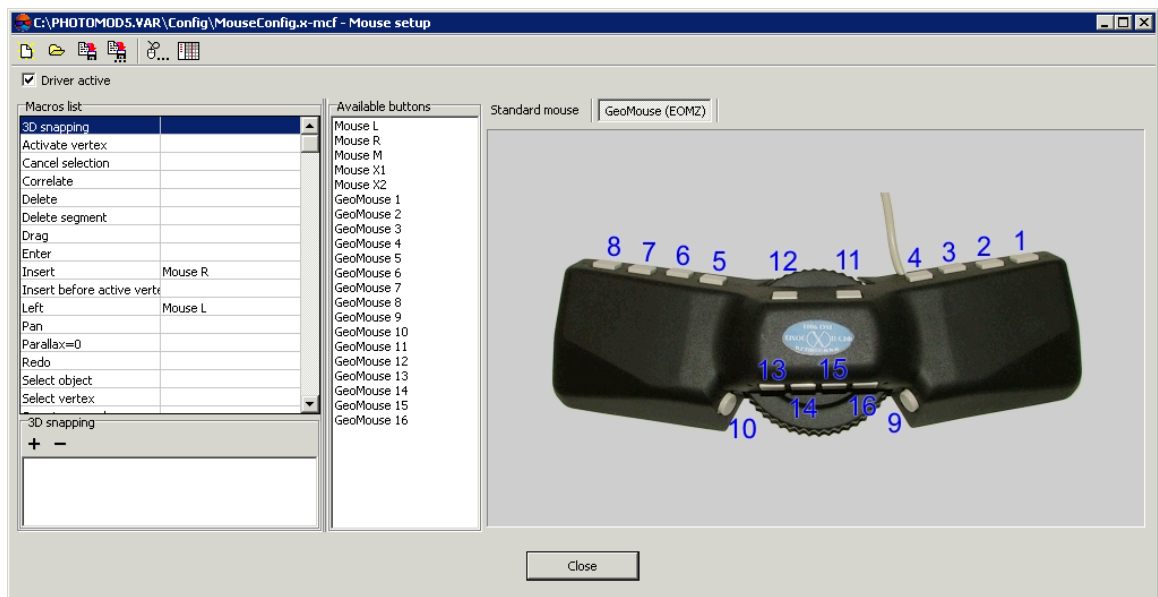 C:\PHOTOMOD5.VAR\Config\MouseConfig.x-mcf - Mouse setup
Driver active
Macros list
3D snapping
Activate vertex
Cancel selection
Correlate
Delete
Delete segment
Drag
Enter
Insert Mouse R
Insert before active verte
Left Mouse L
Pan
Parallax=0
Redo
Select object
Select vertex
3D snapping
+ −
Available buttons
Mouse L
Mouse R
Mouse M
Mouse X1
Mouse X2
GeoMouse 1
GeoMouse 2
GeoMouse 3
GeoMouse 4
GeoMouse 5
GeoMouse 6
GeoMouse 7
GeoMouse 8
GeoMouse 9
GeoMouse 10
GeoMouse 11
GeoMouse 12
GeoMouse 13
GeoMouse 14
GeoMouse 15
GeoMouse 16
Standard mouse GeoMouse (EOMZ)
8 7 6 5 12 11 4 3 2 1
13 15
14 16
10 9
Close